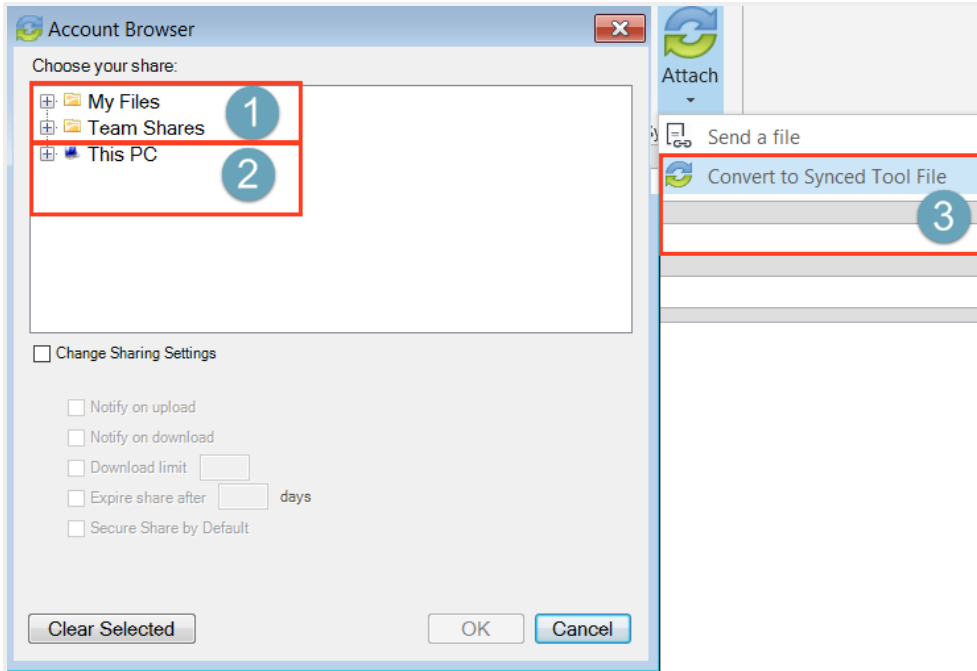 Account Browser
Choose your share:
My Files
Team Shares
1
This PC
2
Change Sharing Settings
Notify on upload
Notify on download
Download limit
Expire share after days
Secure Share by Default
Clear Selected
OK
Cancel
Attach
Send a file
Convert to Synced Tool File
3